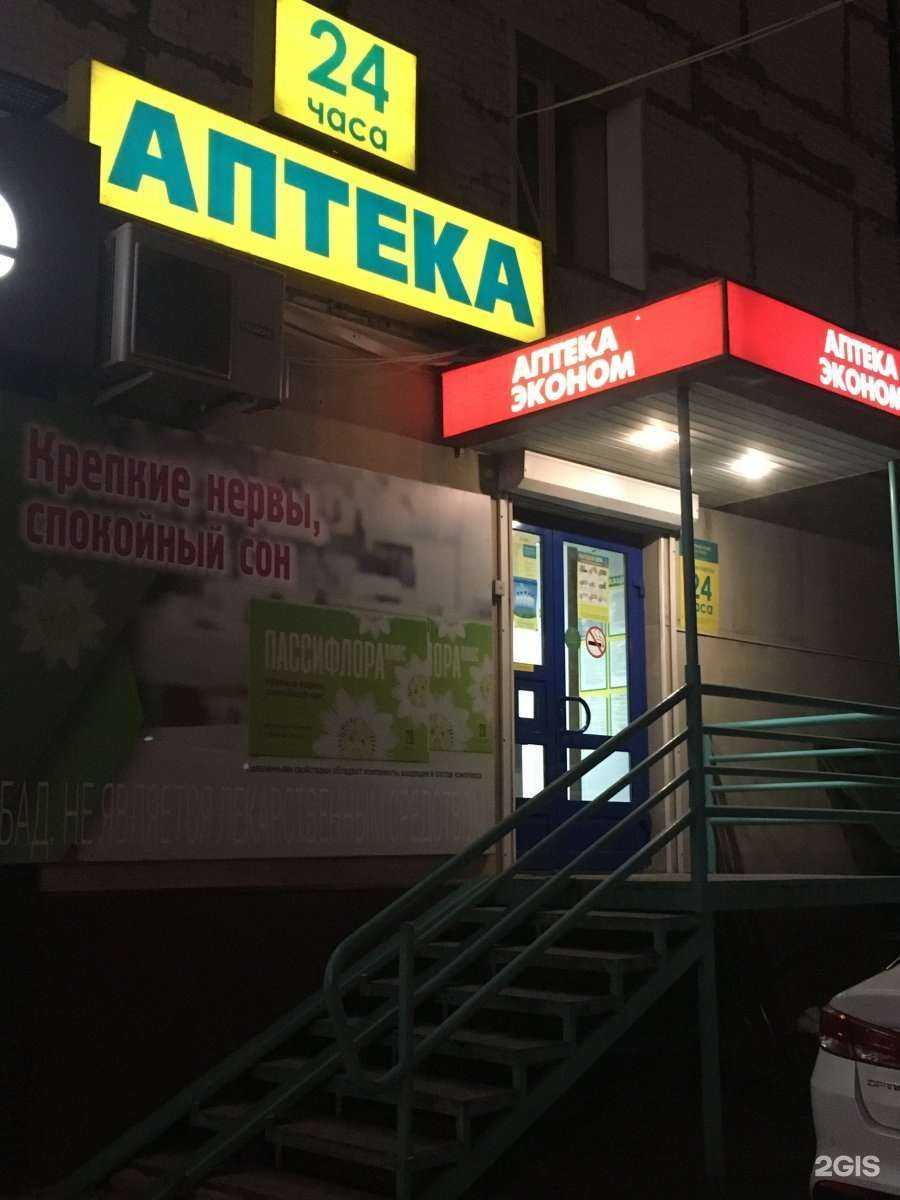 24
часа
АПТЕКА
АПТЕКА
ЭКОНОМ
АПТЕКА
ЭКОНОМ
Крепкие нервы,
спокойный сон
ПАССИФЛОРА
ЛОРА
24
часа
БАД. НЕ ЯВЛЯЕТСЯ ЛЕКАРСТВЕННЫМ СРЕДСТВОМ
2GIS